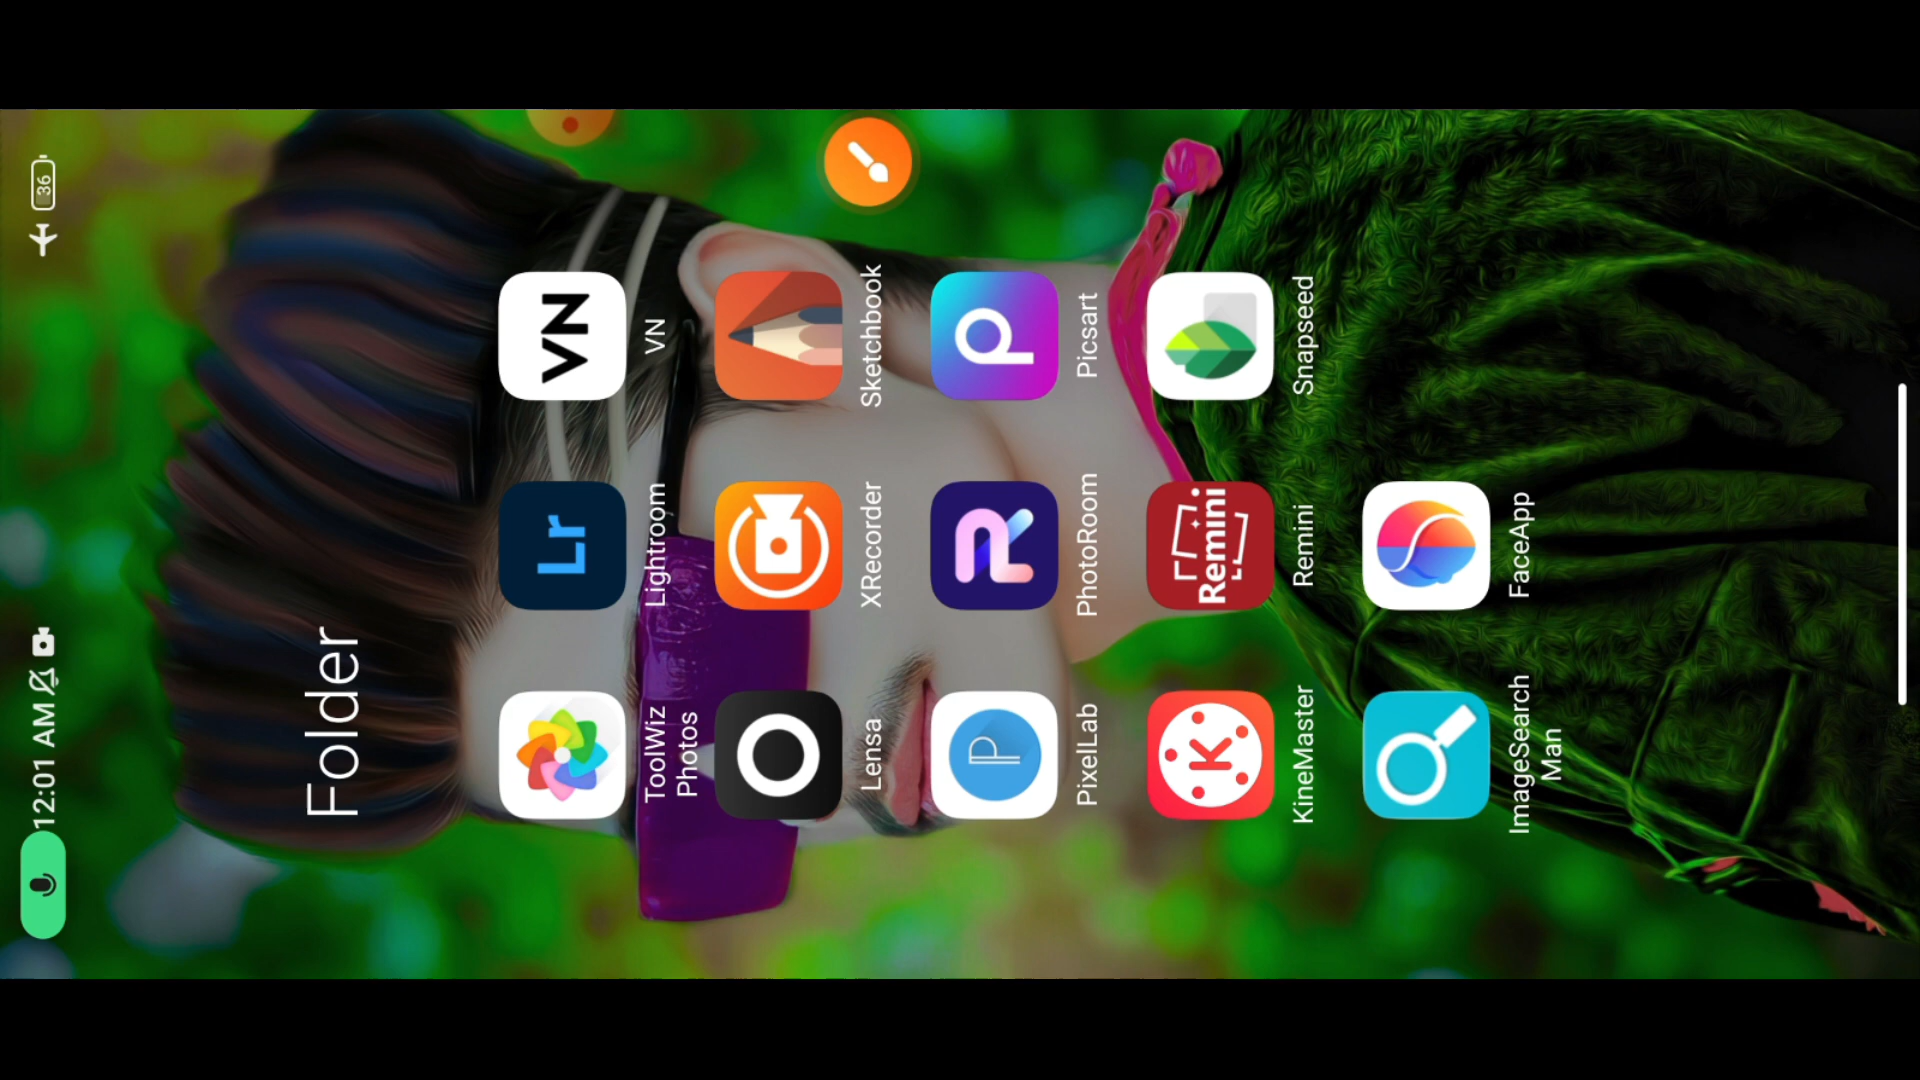 12:01 AM
36
Folder
ToolWiz
Photos
Lr
Lightroom
VN
VN
Lensa
XRecorder
Sketchbook
P
PixelLab
PhotoRoom
Picsart
K
KineMaster
Remini
Remini
Snapseed
ImageSearch
Man
FaceApp